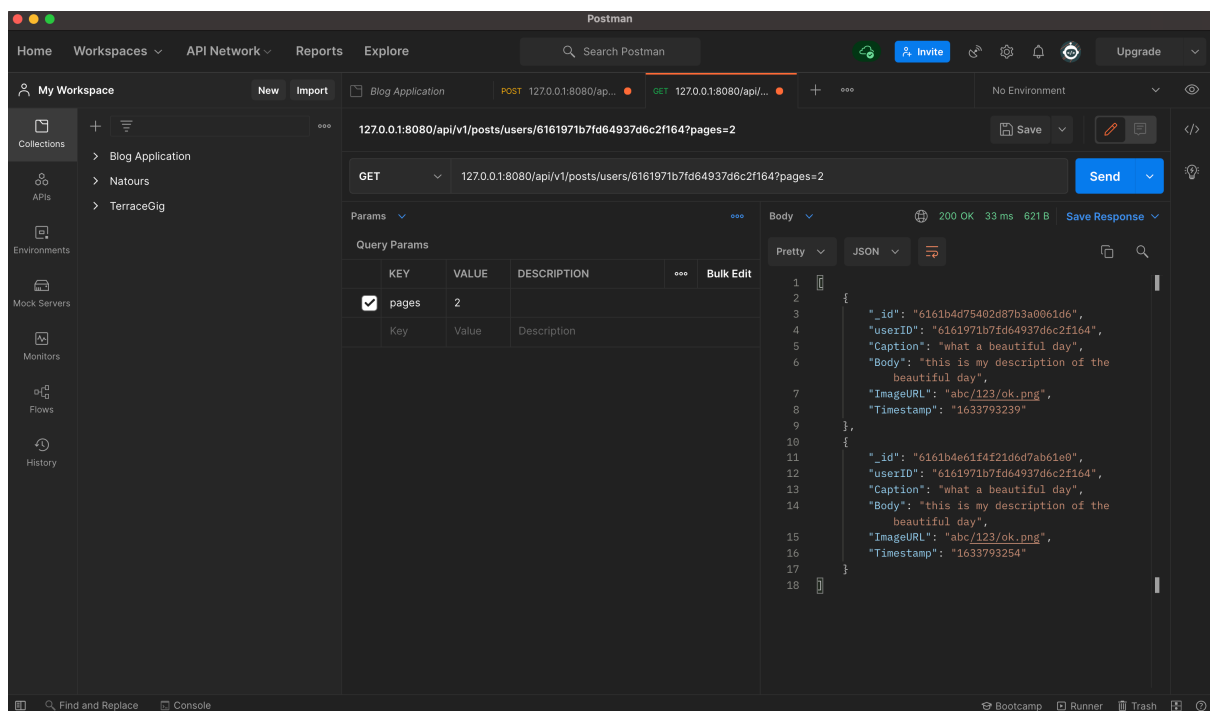 Postman
Home Workspaces API Network Reports Explore Search Postman Invite Upgrade
My Workspace New Import Blog Application POST 127.0.0.1:8080/ap... GET 127.0.0.1:8080/api/... No Environment
Collections
APIs
Environments
Mock Servers
Monitors
Flows
History
Blog Application
Natours
TerraceGig
127.0.0.1:8080/api/v1/posts/users/6161971b7fd64937d6c2f164?pages=2 Save
GET 127.0.0.1:8080/api/v1/posts/users/6161971b7fd64937d6c2f164?pages=2 Send
Params
Query Params
KEY VALUE DESCRIPTION Bulk Edit
pages 2
Key Value Description
Body 200 OK 33 ms 621 B Save Response
Pretty JSON
1 [
2 {
3 "_id": "6161b4d75402d87b3a0061d6",
4 "userID": "6161971b7fd64937d6c2f164",
5 "Caption": "what a beautiful day",
6 "Body": "this is my description of the
beautiful day",
7 "ImageURL": "abc/123/ok.png",
8 "Timestamp": "1633793239"
9 },
10 {
11 "_id": "6161b4e61f4f21d6d7ab61e0",
12 "userID": "6161971b7fd64937d6c2f164",
13 "Caption": "what a beautiful day",
14 "Body": "this is my description of the
beautiful day",
15 "ImageURL": "abc/123/ok.png",
16 "Timestamp": "1633793254"
17 }
18 ]
Find and Replace Console Bootcamp Runner Trash